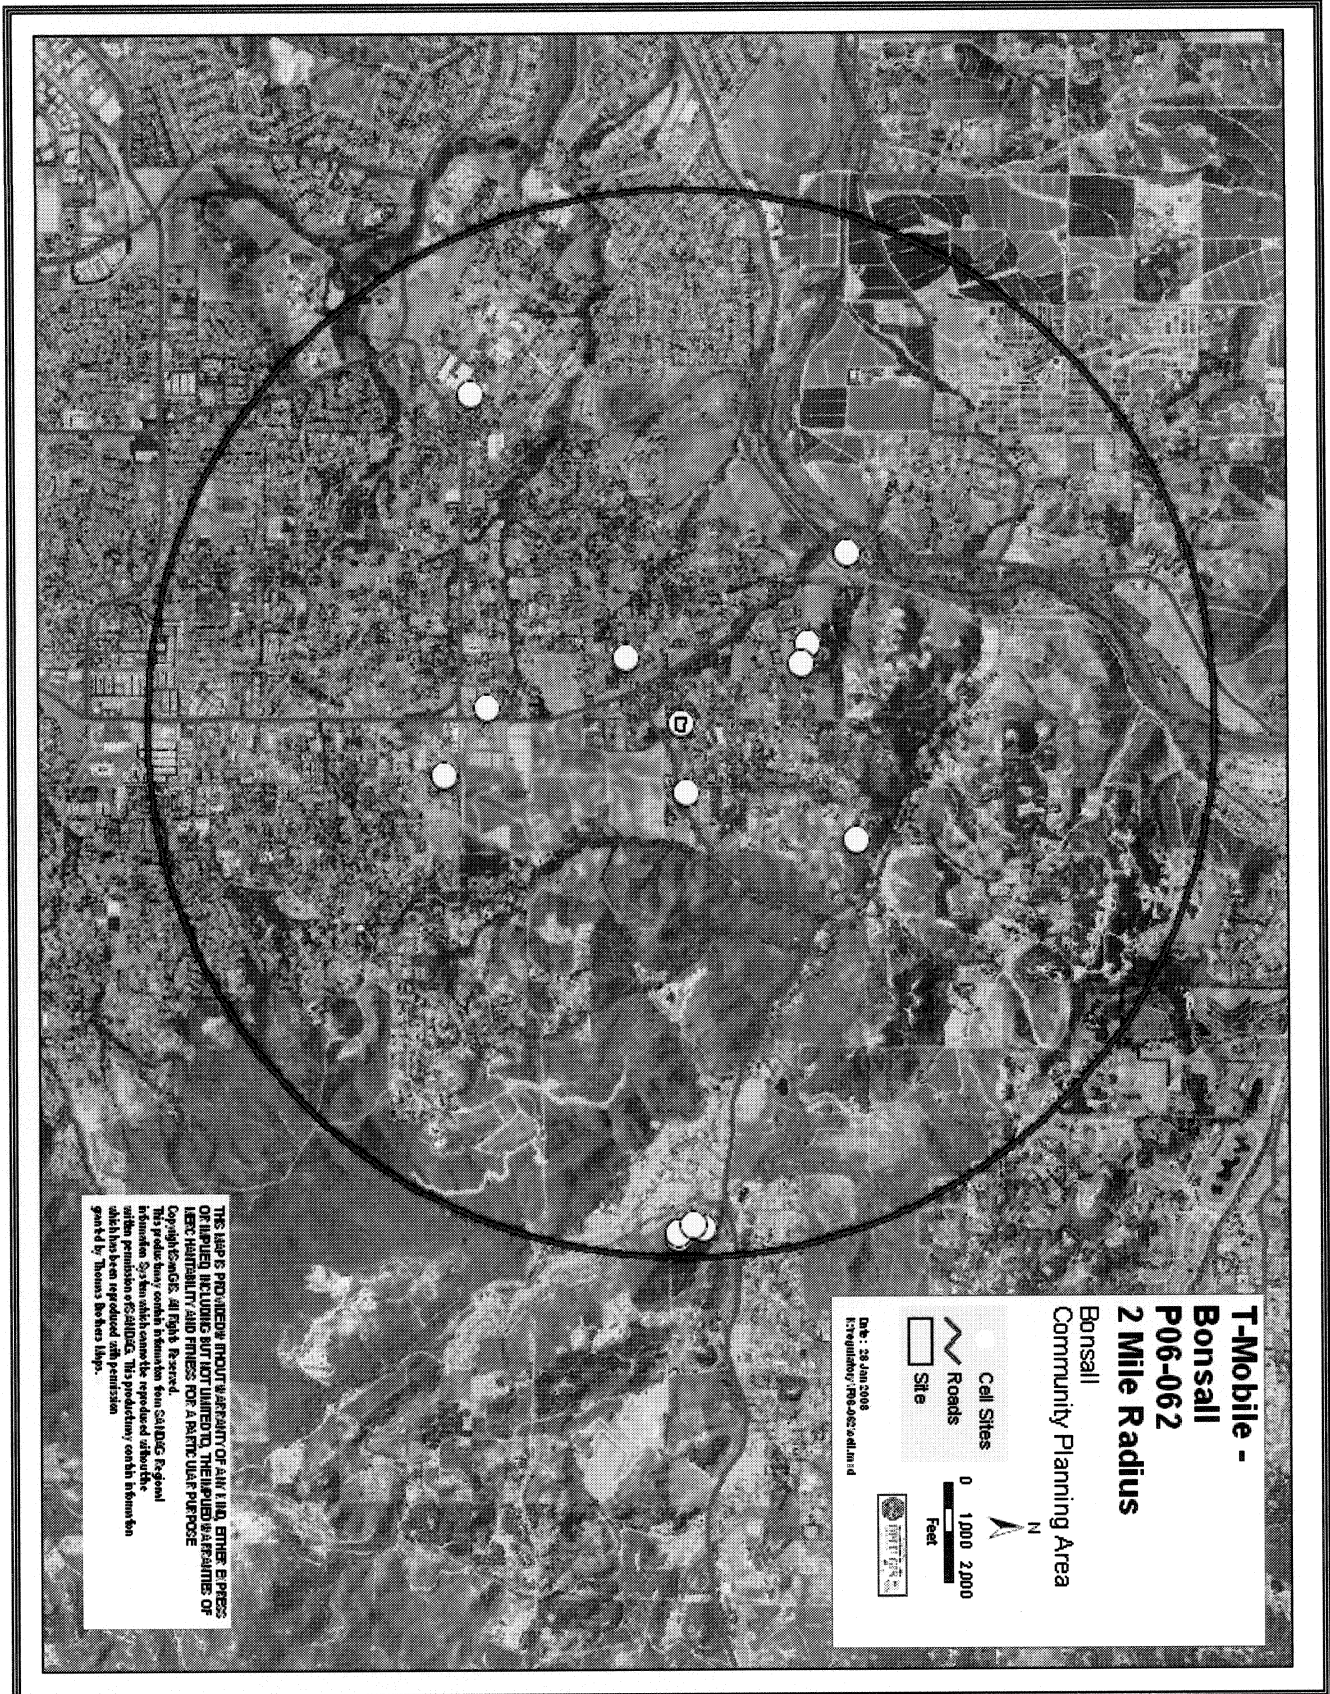 T-Mobile -
Bonsall
P06-062
2 Mile Radius
Bonsall
Community Planning Area
Cell Sites
Roads
Site
N
0 1,000 2,000
Feet
Date: 28 Jan 2008
THIS MAP IS PROVIDED WITHOUT WARRANTY OF ANY KIND, EITHER EXPRESS
OR IMPLIED, INCLUDING BUT NOT LIMITED TO, THE IMPLIED WARRANTIES OF
MERCHANTABILITY AND FITNESS FOR A PARTICULAR PURPOSE
Copyright SanGIS. All Rights Reserved.
This product may contain information from SANDAG Regional
Information System which cannot be reproduced without the
written permission of SANDAG. This product may contain information
which has been reproduced with permission
granted by Thomas Brothers Maps.